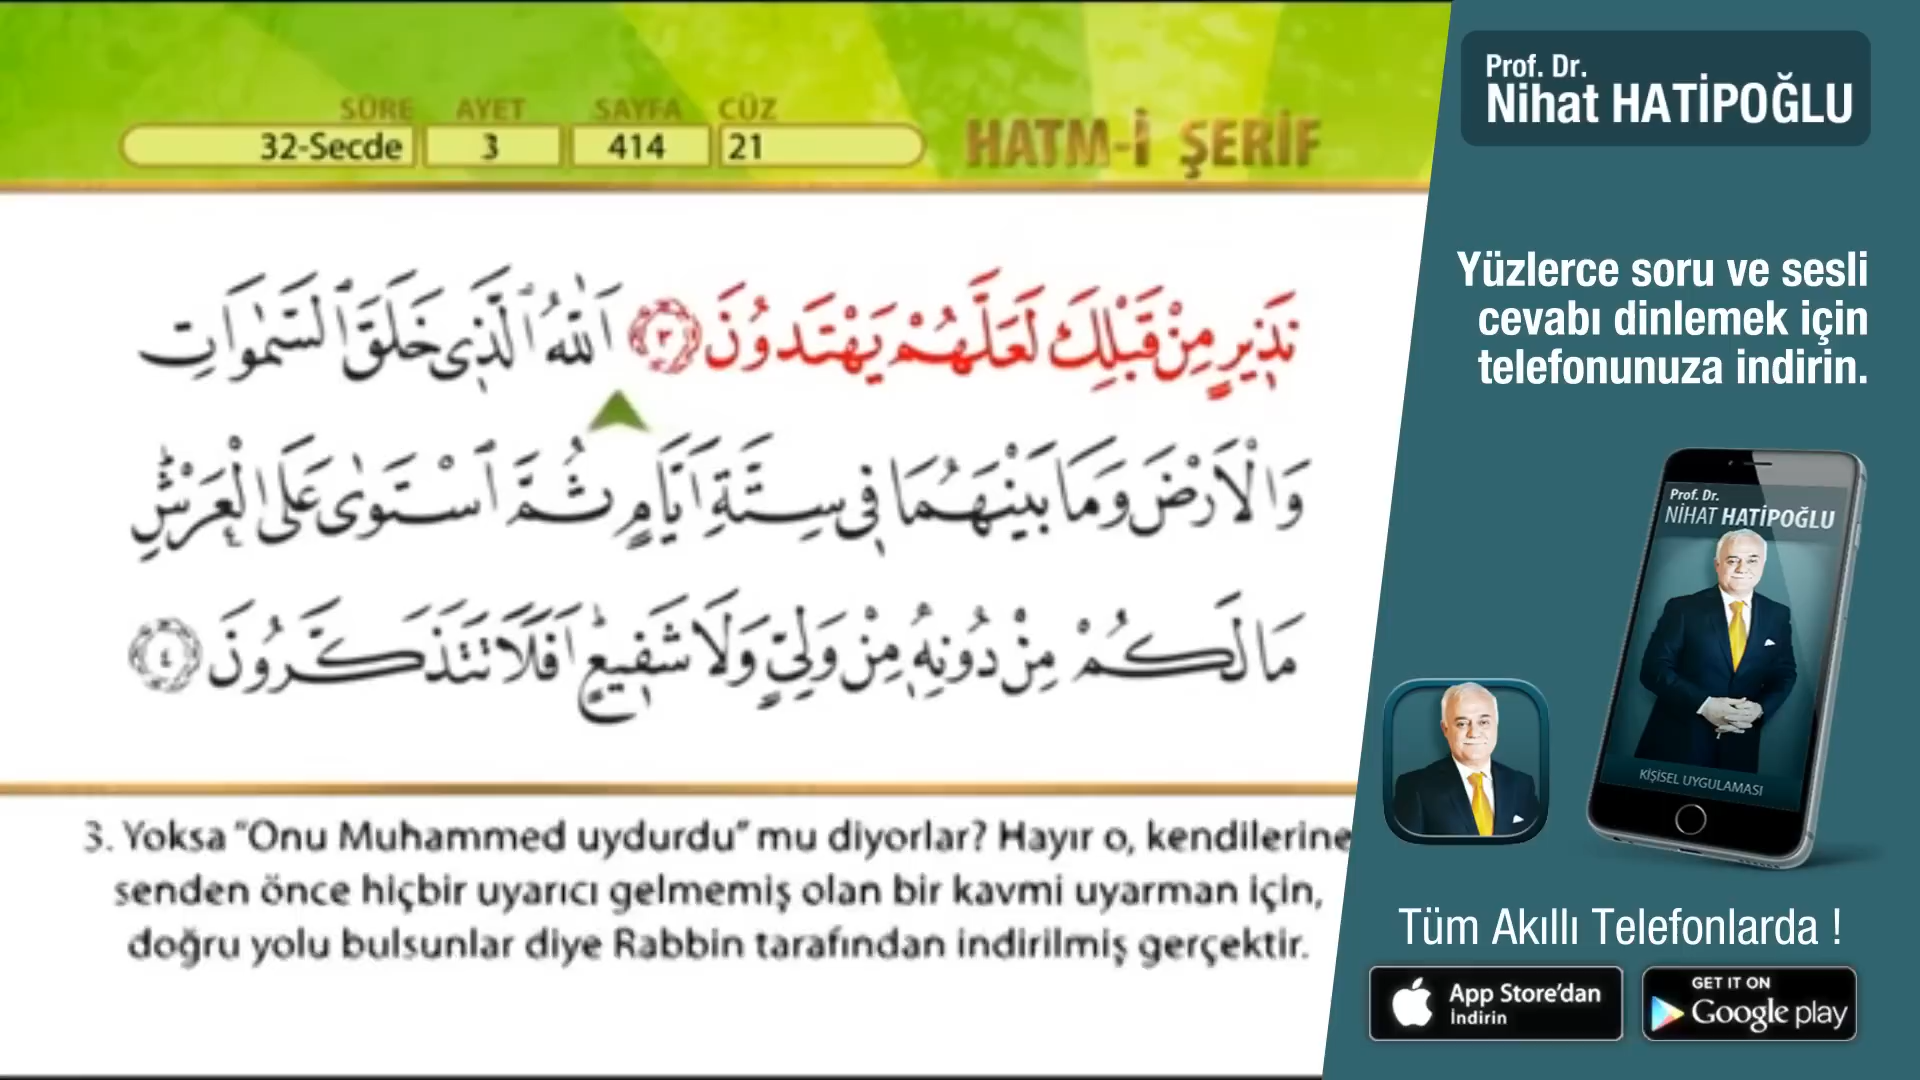 SÛRE AYET SAYFA CÜZ
32-Secde 3 414 21
HATM-İ ŞERİF
نَذ۪يرٍ مِنْ قَبْلِكَ لَعَلَّهُمْ يَهْتَدُونَ ﴿٣﴾ اَللّٰهُ الَّذ۪ي خَلَقَ السَّمٰوَاتِ
وَالْاَرْضَ وَمَا بَيْنَهُمَا ف۪ي سِتَّةِ اَيَّامٍ ثُمَّ اسْتَوٰى عَلَى الْعَرْشِۜ
مَا لَكُمْ مِنْ دُونِه۪ مِنْ وَلِيٍّ وَلَا شَف۪يعٍۜ اَفَلَا تَتَذَكَّرُونَ ﴿٤﴾
3. Yoksa "Onu Muhammed uydurdu" mu diyorlar? Hayır o, kendilerine
senden önce hiçbir uyarıcı gelmemiş olan bir kavmi uyarman için,
doğru yolu bulsunlar diye Rabbin tarafından indirilmiş gerçektir.
Prof. Dr.
Nihat HATİPOĞLU
Yüzlerce soru ve sesli
cevabı dinlemek için
telefonunuza indirin.
Prof. Dr.
NİHAT HATİPOĞLU
KİŞİSEL UYGULAMASI
Tüm Akıllı Telefonlarda !
App Store'dan
İndirin
GET IT ON
Google play